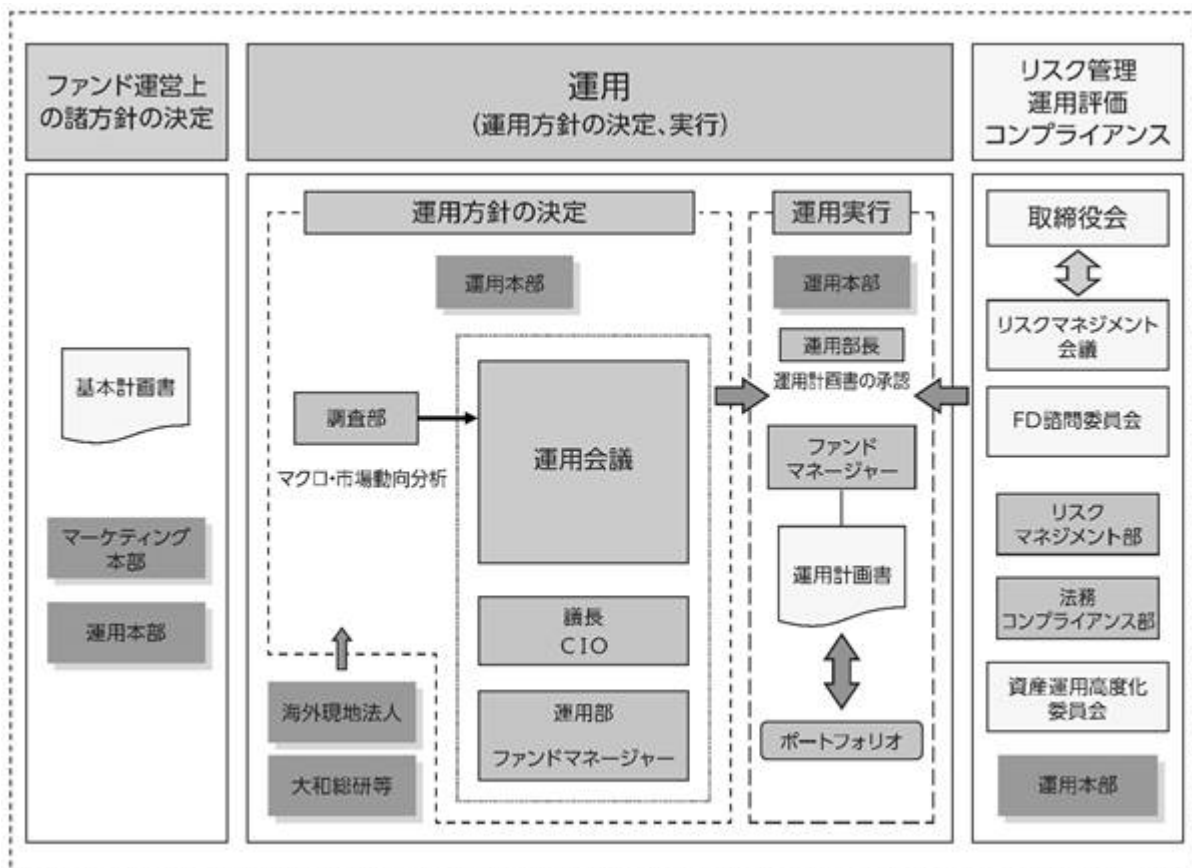 ファンド運営上
の諸方針の決定
運用
(運用方針の決定、実行)
リスク管理
運用評価
コンプライアンス
基本計画書
マーケティング
本部
運用本部
運用方針の決定
運用本部
調査部
マクロ・市場動向分析
運用会議
議長
CIO
運用部
ファンドマネージャー
海外現地法人
大和総研等
運用実行
運用本部
運用部長
運用計画書の承認
ファンド
マネージャー
運用計画書
ポートフォリオ
取締役会
リスクマネジメント
会議
FD諮問委員会
リスク
マネジメント部
法務
コンプライアンス部
資産運用高度化
委員会
運用本部